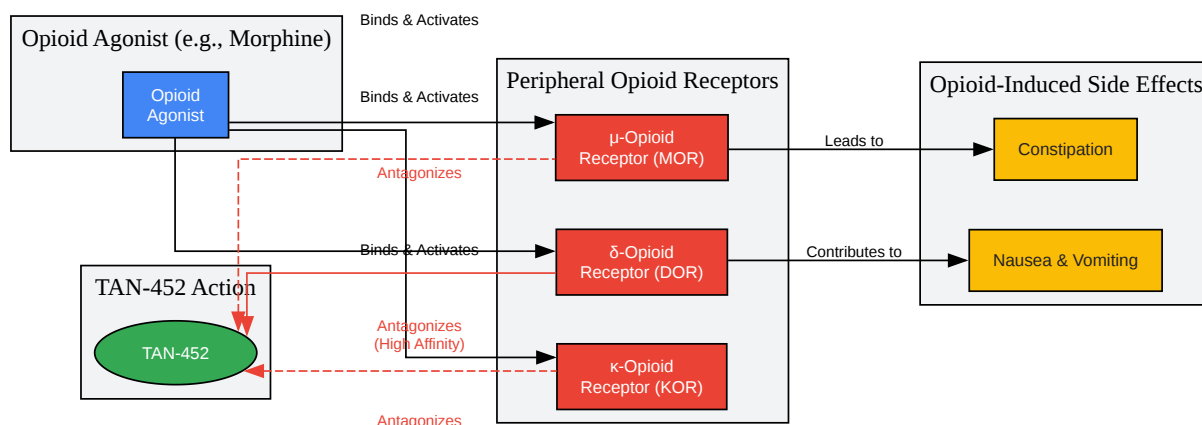 Binds & Activates
Opioid Agonist (e.g., Morphine)
Opioid
Agonist
Binds & Activates
Peripheral Opioid Receptors
μ-Opioid
Receptor (MOR)
Opioid-Induced Side Effects
Leads to
Constipation
Antagonizes
Binds & Activates
δ-Opioid
Receptor (DOR)
Contributes to
Nausea & Vomiting
TAN-452 Action
TAN-452
Antagonizes
(High Affinity)
κ-Opioid
Receptor (KOR)
Antagonizes